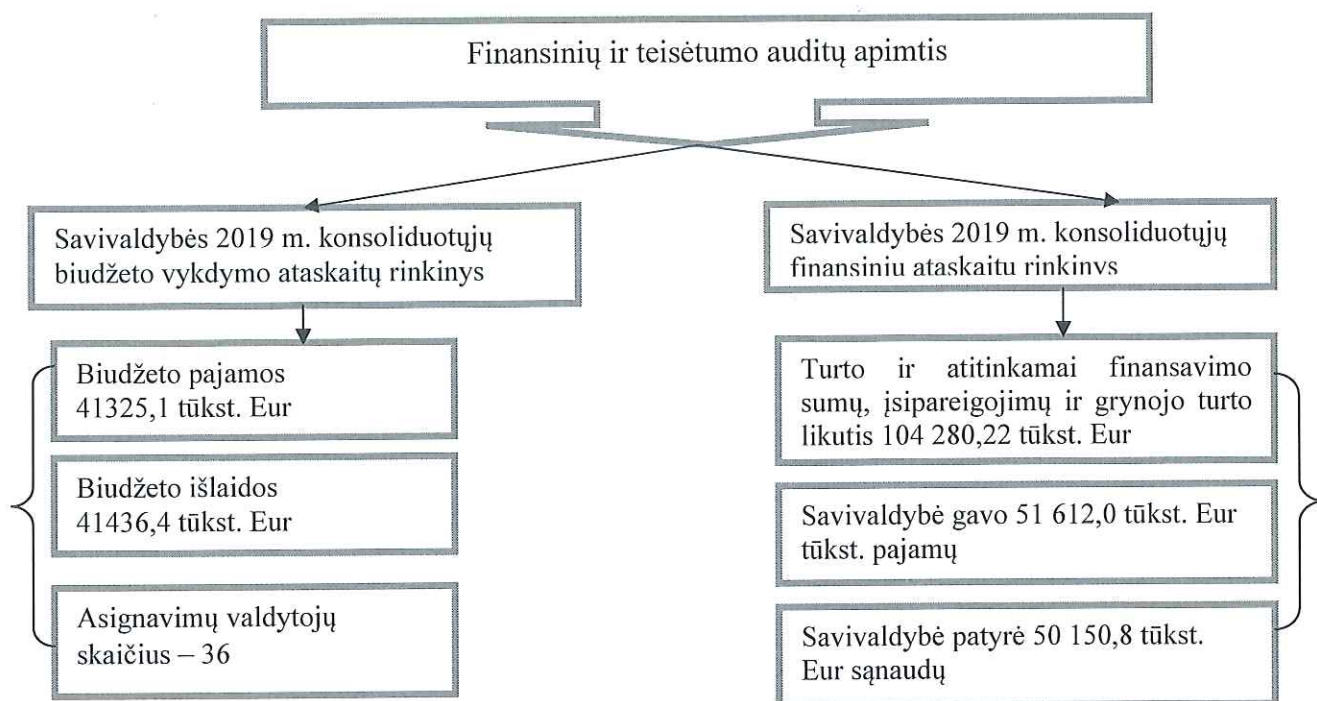 Finansinių ir teisėtumo auditų apimtis
Savivaldybės 2019 m. konsoliduotųjų
biudžeto vykdymo ataskaitų rinkinys
Biudžeto pajamos
41325,1 tūkst. Eur
Biudžeto išlaidos
41436,4 tūkst. Eur
Asignavimų valdytojų
skaičius – 36
Savivaldybės 2019 m. konsoliduotųjų
finansiniu ataskaitu rinkinys
Turto ir atitinkamai finansavimo
sumų, įsipareigojimų ir grynojo turto
likutis 104 280,22 tūkst. Eur
Savivaldybė gavo 51 612,0 tūkst. Eur
tūkst. pajamų
Savivaldybė patyrė 50 150,8 tūkst.
Eur sąnaudų